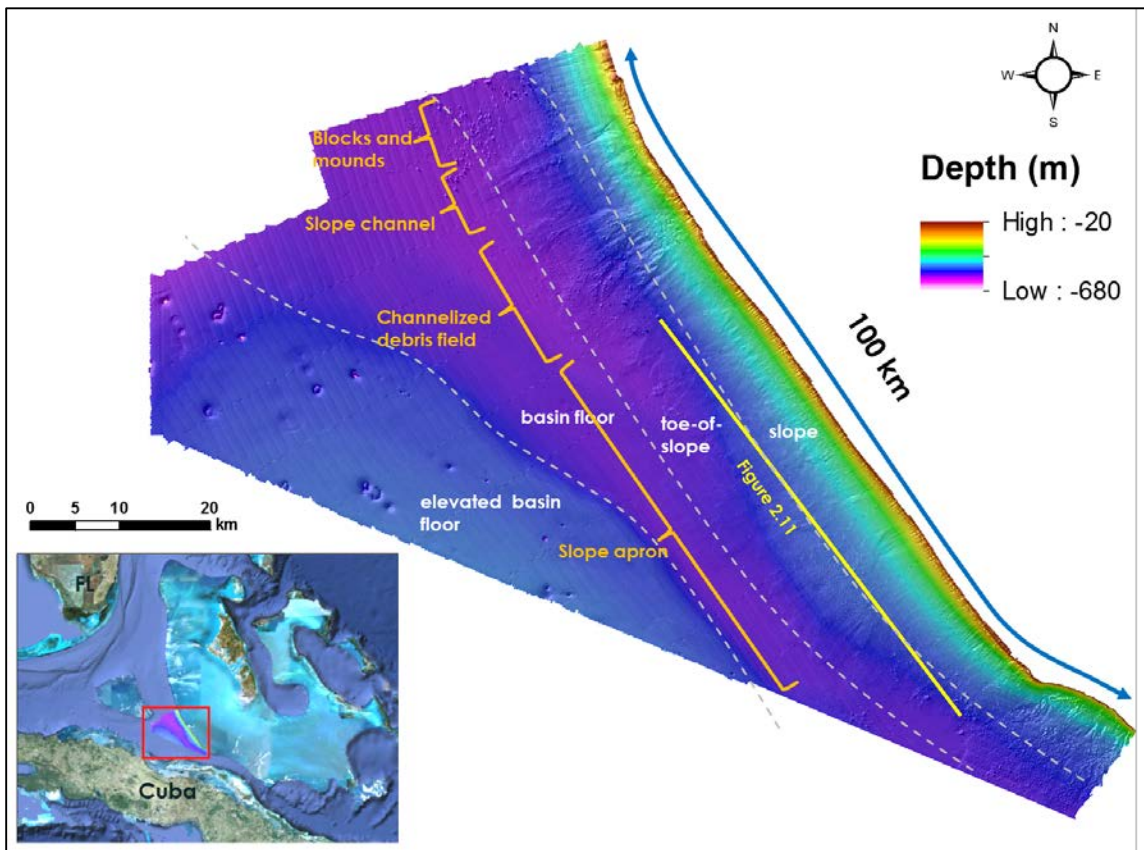 N
W E
S
Depth (m)
High : -20
Low : -680
Blocks and
mounds
Slope channel
Channelized
debris field
100 km
basin floor
toe-of-
slope
slope
Figure 2.11
elevated basin
floor
Slope apron
0 10 20
km
FL
Cuba